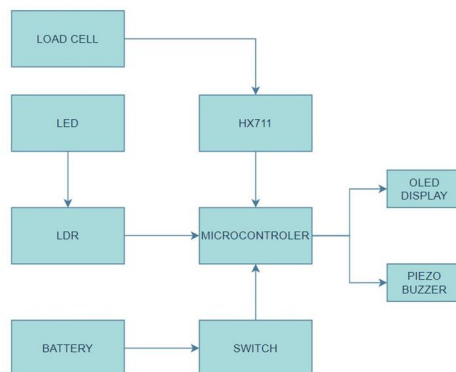 LOAD CELL
LED
HX711
OLED
DISPLAY
LDR
MICROCONTROLER
PIEZO
BUZZER
BATTERY
SWITCH